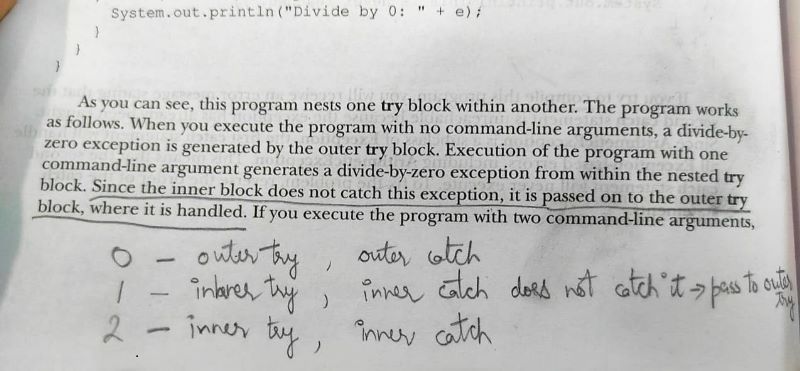 System.out.println("Divide by 0: " + e);
}
}
}
As you can see, this program nests one try block within another. The program works
as follows. When you execute the program with no command-line arguments, a divide-by-
zero exception is generated by the outer try block. Execution of the program with one
command-line argument generates a divide-by-zero exception from within the nested try
block. Since the inner block does not catch this exception, it is passed on to the outer try
block, where it is handled. If you execute the program with two command-line arguments,
0 - outer try, outer catch
1 - try, inner catch does not catch it → pass to outer try
2 - inner try, inner catch